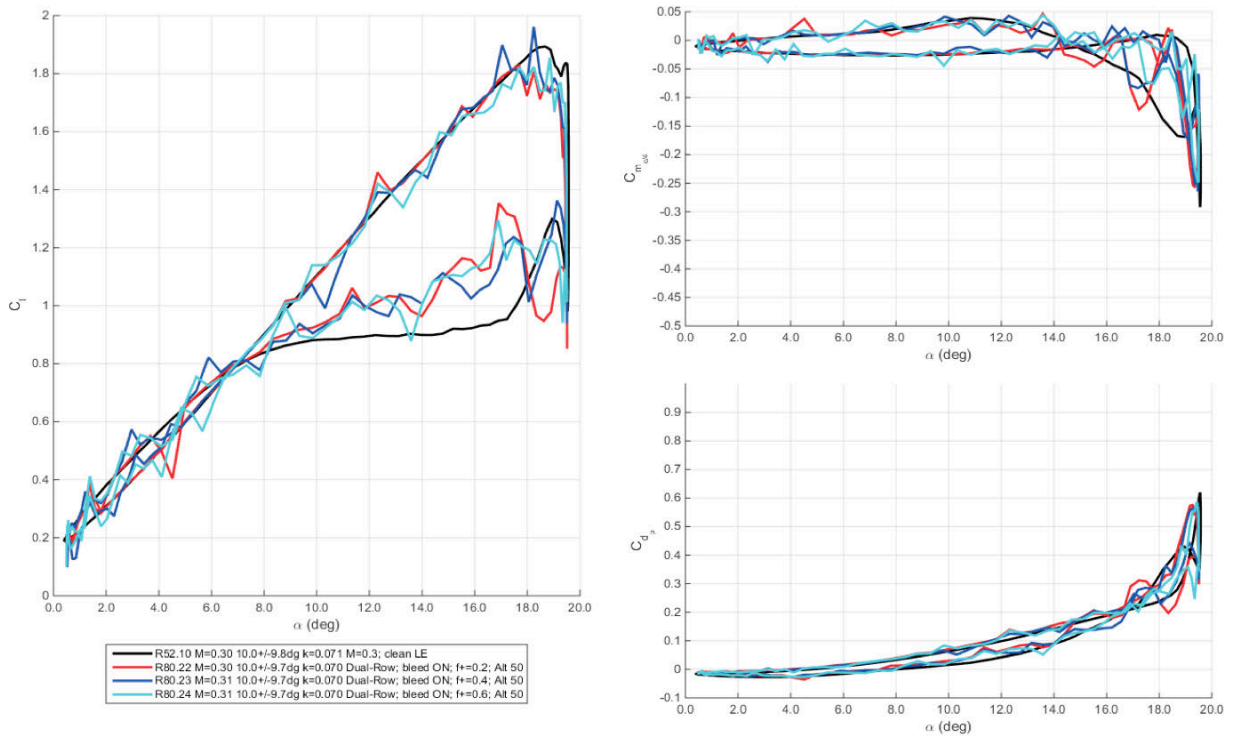 2
1.8
1.6
1.4
1.2
1
0.8
0.6
0.4
0.2
0
C_l
0.0 2.0 4.0 6.0 8.0 10.0 12.0 14.0 16.0 18.0 20.0
α (deg)
R52.10 M=0.30 10.0+/-9.8dg k=0.071 M=0.3; clean LE
R80.22 M=0.30 10.0+/-9.7dg k=0.070 Dual-Row; bleed ON; f+=0.2; Alt 50
R80.23 M=0.31 10.0+/-9.7dg k=0.070 Dual-Row; bleed ON; f+=0.4; Alt 50
R80.24 M=0.31 10.0+/-9.7dg k=0.070 Dual-Row; bleed ON; f+=0.6; Alt 50
0.05
0
-0.05
-0.1
-0.15
-0.2
-0.25
-0.3
-0.35
-0.4
-0.45
-0.5
C_m_c/4
0.0 2.0 4.0 6.0 8.0 10.0 12.0 14.0 16.0 18.0 20.0
α (deg)
0.9
0.8
0.7
0.6
0.5
0.4
0.3
0.2
0.1
0
-0.1
C_d_p
0.0 2.0 4.0 6.0 8.0 10.0 12.0 14.0 16.0 18.0 20.0
α (deg)